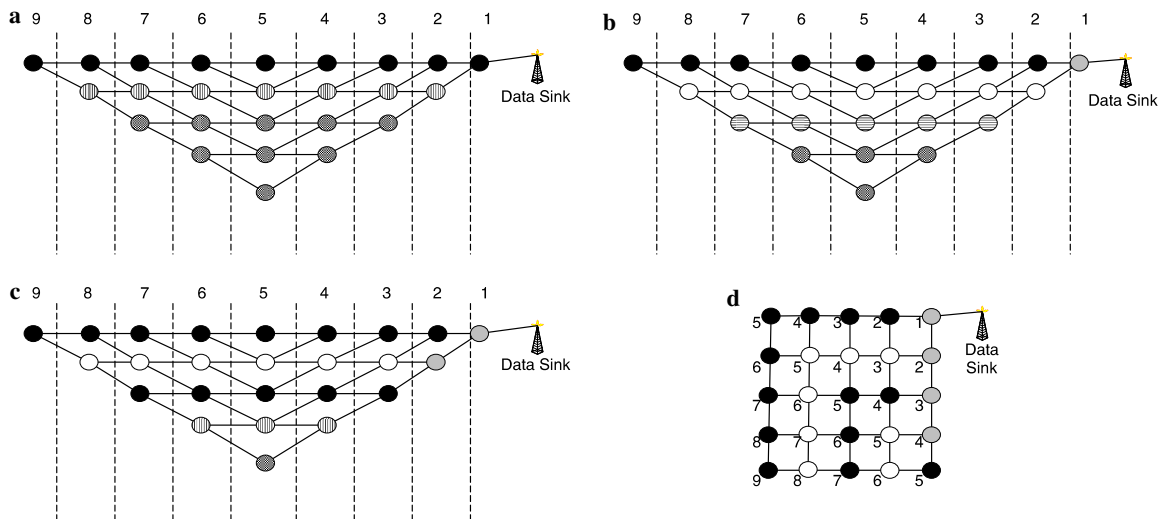 a 9 8 7 6 5 4 3 2 1
Data Sink
b 9 8 7 6 5 4 3 2 1
Data Sink
c 9 8 7 6 5 4 3 2 1
Data Sink
d
5 4 3 2 1
Data
Sink
6 5 4 3 2
7 6 5 4 3
8 7 6 5 4
9 8 7 6 5